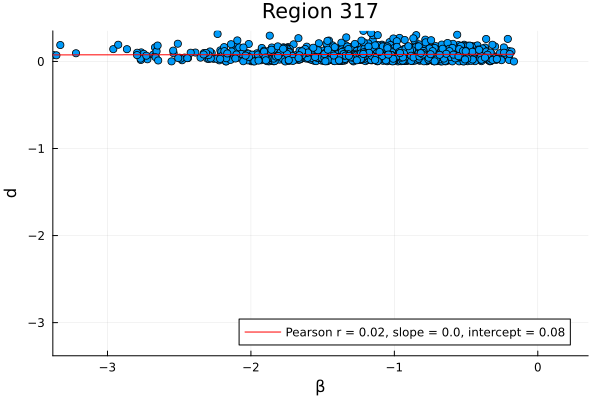 Region 317
d
0
−1
−2
−3
Pearson r = 0.02, slope = 0.0, intercept = 0.08
−3 −2 −1 0
β